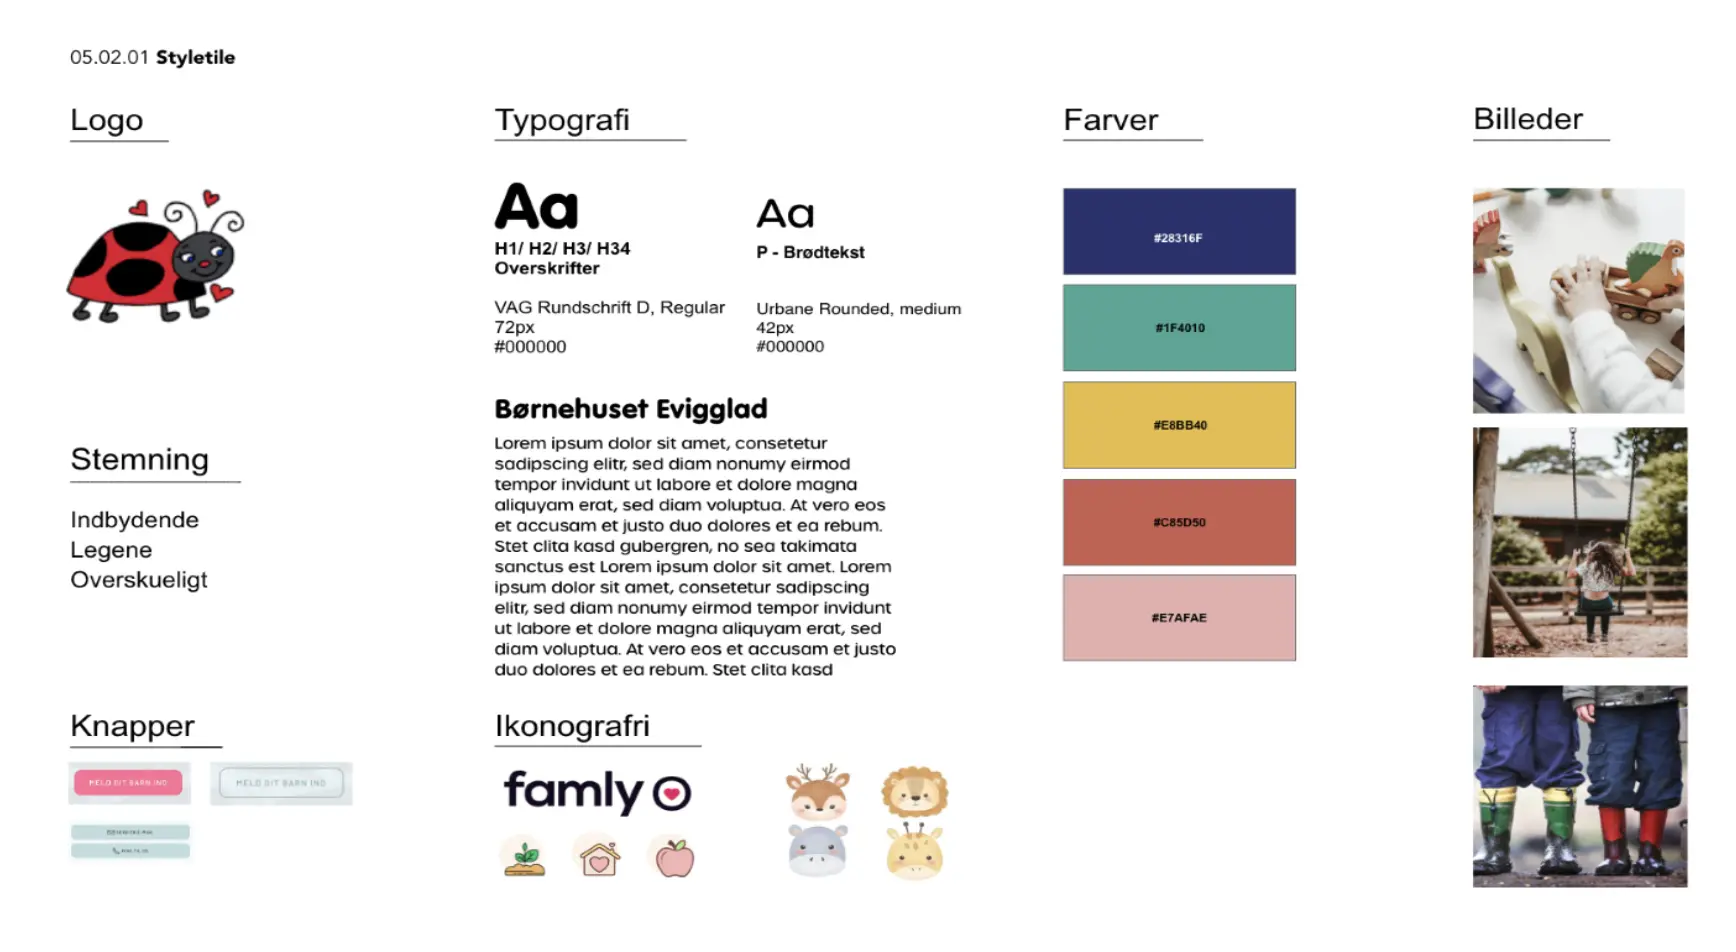 05.02.01 Styletile
Logo
Typografi
Farver
Billeder
Aa
H1/ H2/ H3/ H34
Overskrifter
VAG Rundschrift D, Regular
72px
#000000
Aa
P - Brødtekst
Urbane Rounded, medium
42px
#000000
#28316F
#1F4010
#E8BB40
#C85D50
#E7AFAE
Stemning
Indbydende
Legene
Overskueligt
Børnehuset Evigglad
Lorem ipsum dolor sit amet, consetetur
sadipscing elitr, sed diam nonumy eirmod
tempor invidunt ut labore et dolore magna
aliquyam erat, sed diam voluptua. At vero eos
et accusam et justo duo dolores et ea rebum.
Stet clita kasd gubergren, no sea takimata
sanctus est Lorem ipsum dolor sit amet. Lorem
ipsum dolor sit amet, consetetur sadipscing
elitr, sed diam nonumy eirmod tempor invidunt
ut labore et dolore magna aliquyam erat, sed
diam voluptua. At vero eos et accusam et justo
duo dolores et ea rebum. Stet clita kasd
Knapper
MELD DIT BARN IND
MELD DIT BARN IND
Ikonografri
famly